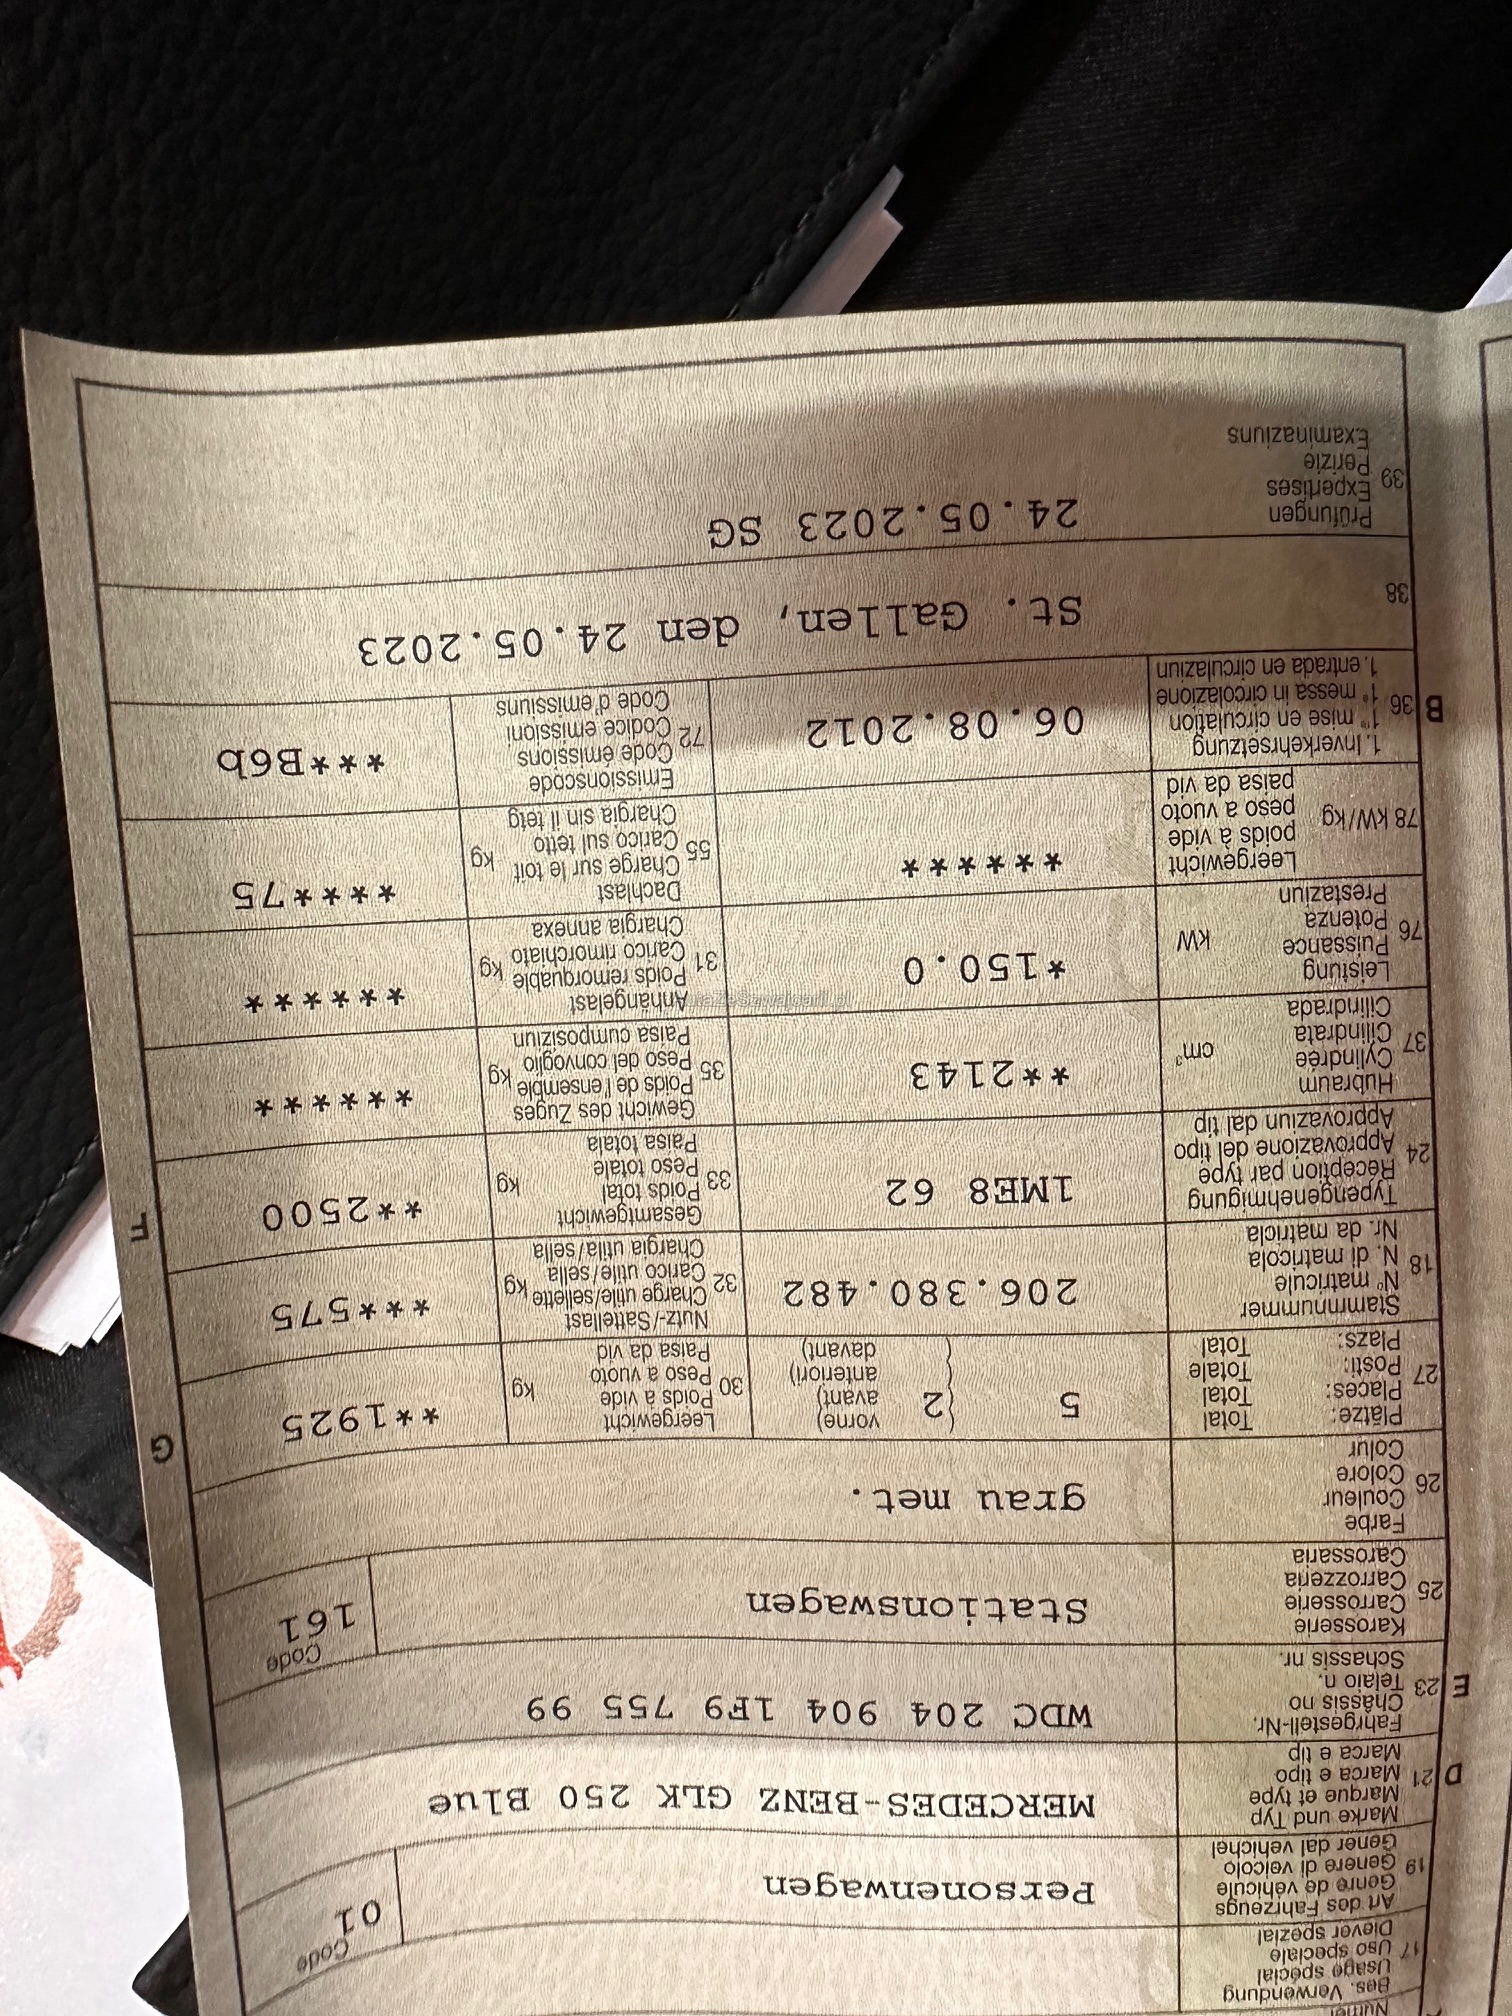 Bes. Verwendung
Usage spécial
17 Uso speciale
Diever spezial
Art des Fahrzeugs
Genre de véhicule
19 Genere di veicolo
Gener dal vehichel
Personenwagen
Code
01
Marke und Typ
Marque et type
D 21 Marca e tipo
Marca e tip
MERCEDES-BENZ GLK 250 Blue
Fahrgestell-Nr.
Châssis no
E 23 Telaio n.
Schassis nr.
WDC 204 904 1F9 755 99
Karosserie
Carrosserie
25 Carrozzeria
Carossaria
Stationswagen
Code
161
Farbe
Couleur
26 Colore
Colur
grau met.
Plätze: Total
Places: Total
27 Posti: Totale
Plazs: Total
5 ( 2 vorne)
avant)
anteriori)
davant)
Leergewicht
Poids à vide
30 Peso a vuoto kg
Paisa da vid
**1925
G
Stammnummer
N° matricule
18 N. di matricola
Nr. da matricla
206.380.482
Nutz-/Sattellast
Charge utile/sellette
32 Carico utile/sella kg
Chargia utila/sella
***575
Typengenehmigung
Réception par type
24 Approvazione del tipo
Approvaziun dal tip
1ME8 62
Gesamtgewicht
Poids total
33 Peso totale kg
Paisa totala
**2500
F
Hubraum
Cylindrée
37 Cilindrata cm³
Cilindrada
**2143
Gewicht des Zuges
Poids de l'ensemble
35 Peso del convoglio kg
Paisa cumposiziun
*******
Leistung
Puissance
76 Potenza kW
Prestaziun
*150.0
Anhängelast
Poids remorquable
31 Carico rimorchiato kg
Chargia annexa
*******
Leergewicht
poids à vide
78 kW/kg peso a vuoto
paisa da vid
*******
Dachlast
Charge sur le toit
55 Carico sul tetto kg
Chargia sin il tetg
*****75
1. Inverkehrsetzung
1re mise en circulation
B 36 1a messa in circolazione
1. entrada en circulaziun
06.08.2012
Emissionscode
Code émissions
72 Codice emissioni
Code d'emissiuns
***B6b
38
St. Gallen, den 24.05.2023
Prüfungen
Expertises
39 Perizie
Examinaziuns
24.05.2023 SG